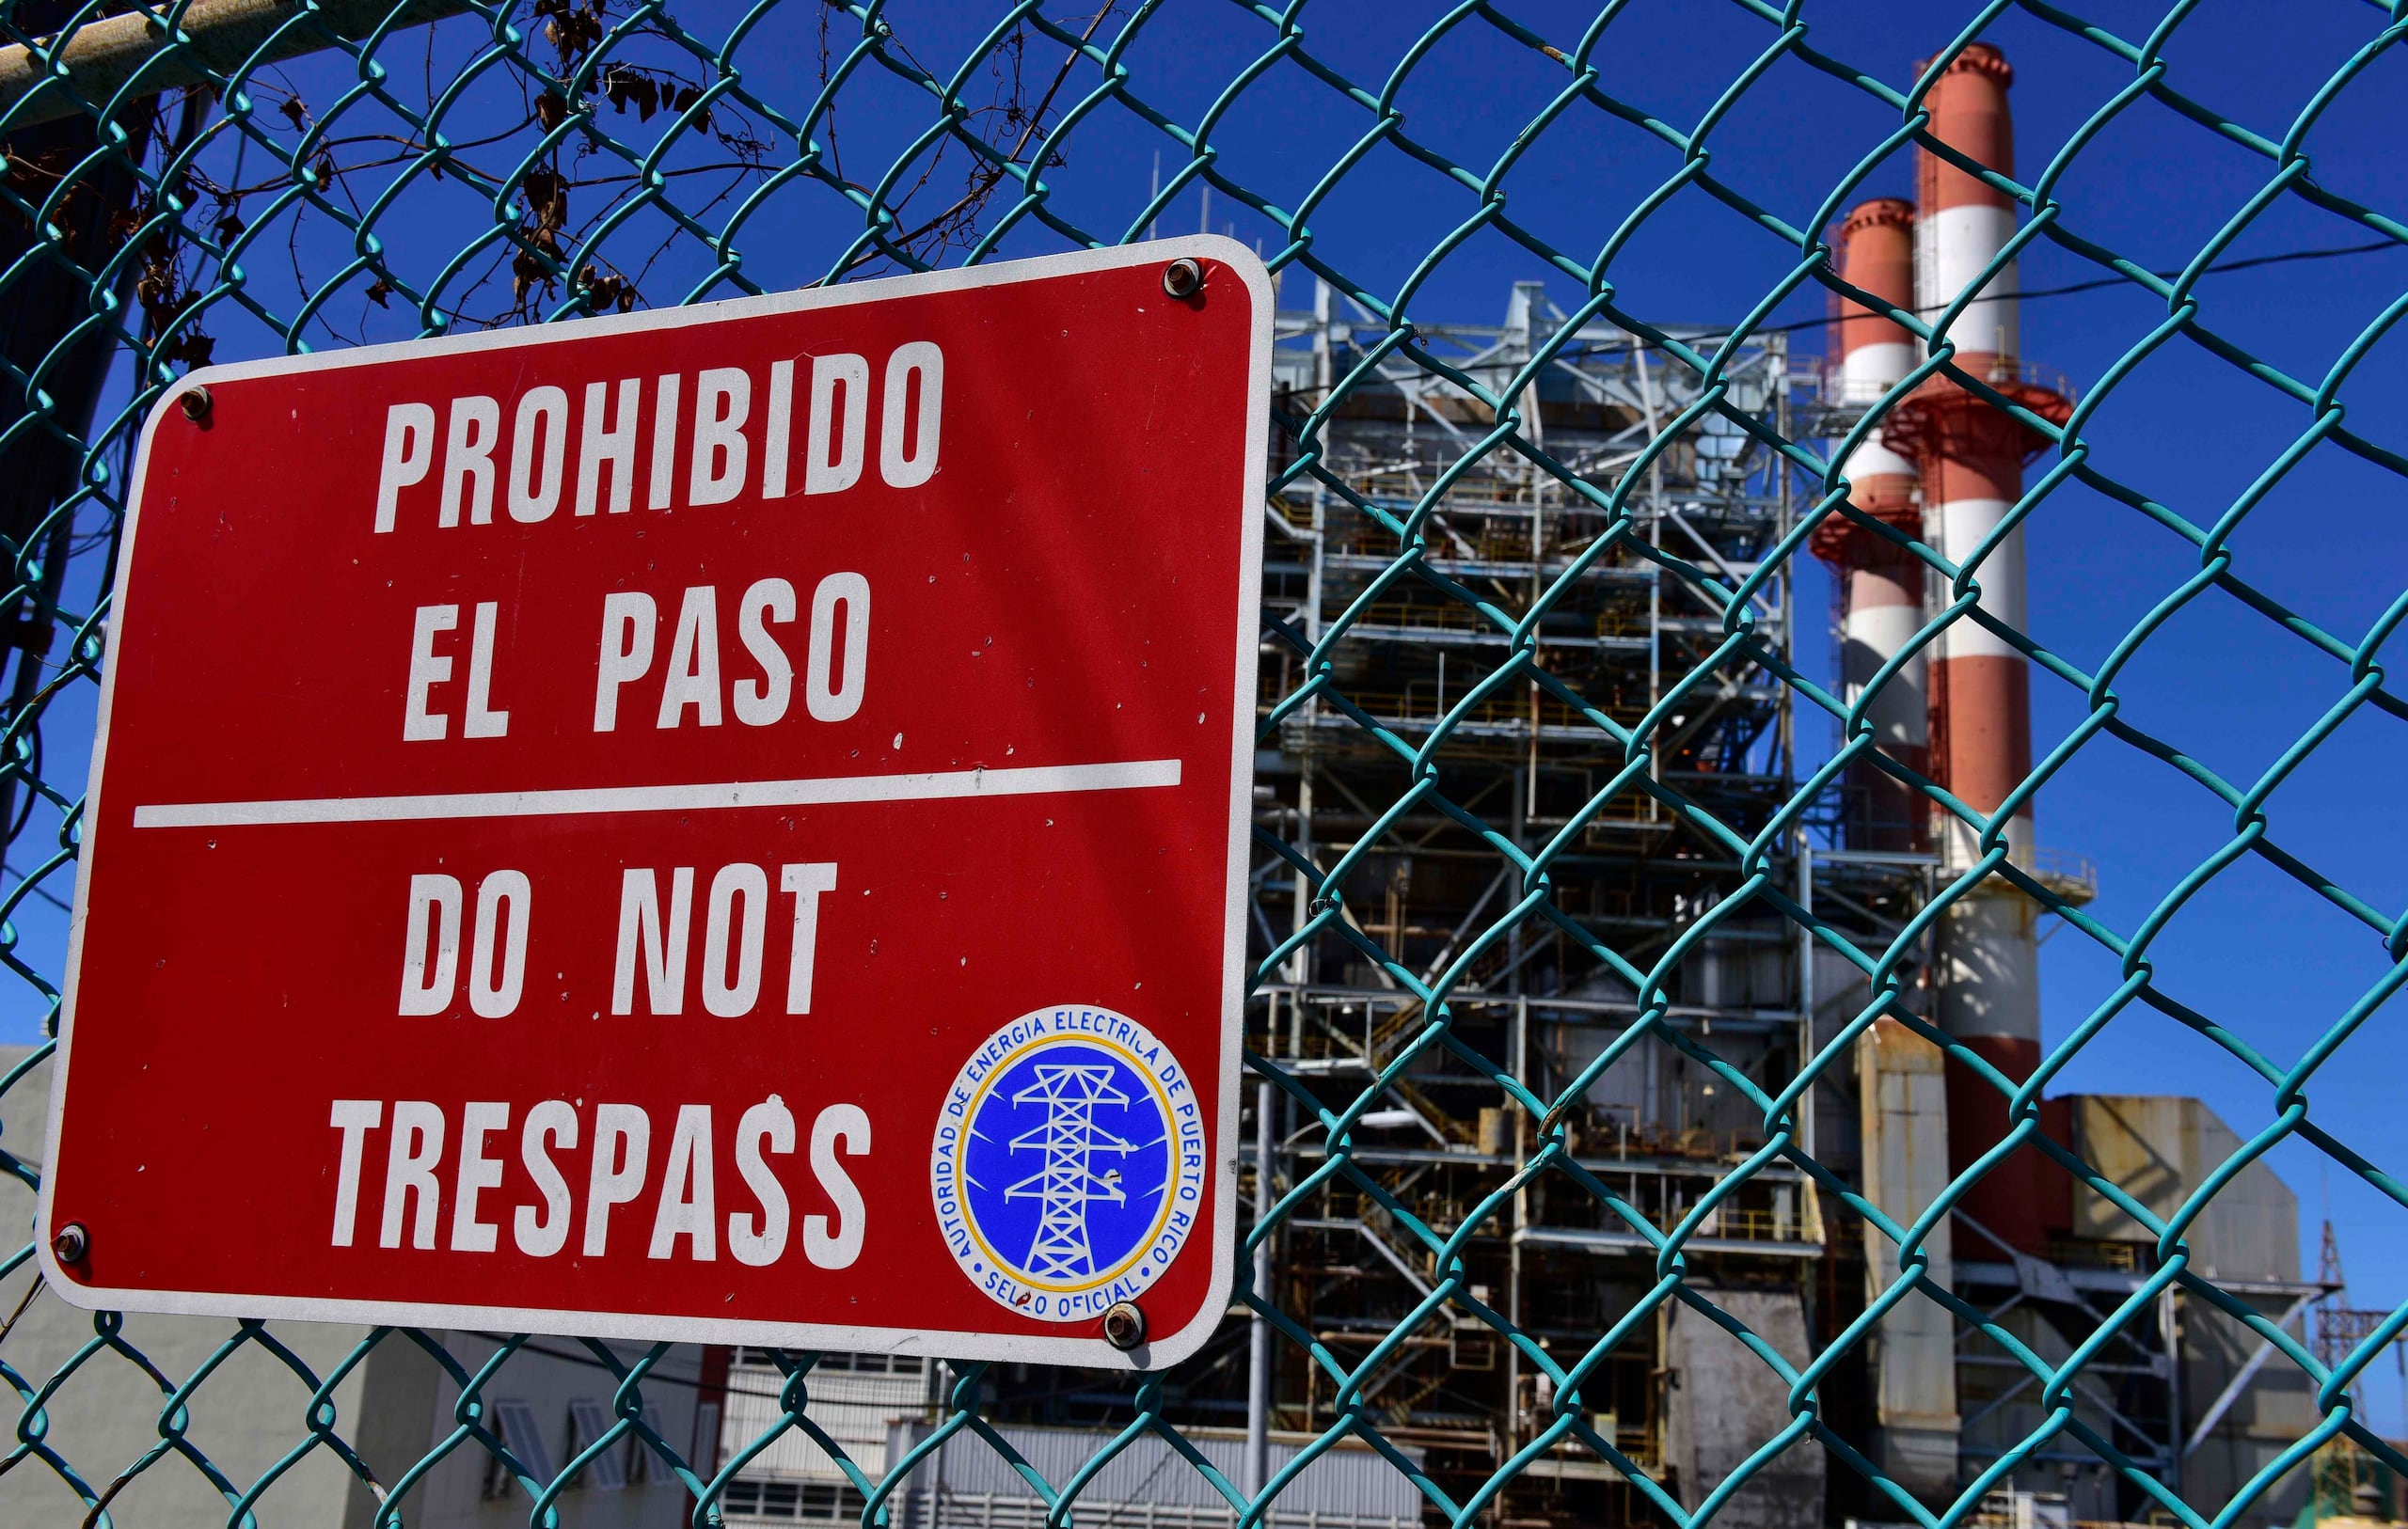 PROHIBIDO
EL PASO
DO NOT
TRESPASS
AUTORIDAD DE ENERGIA ELECTRICA DE PUERTO RICO
• SELLO OFICIAL •